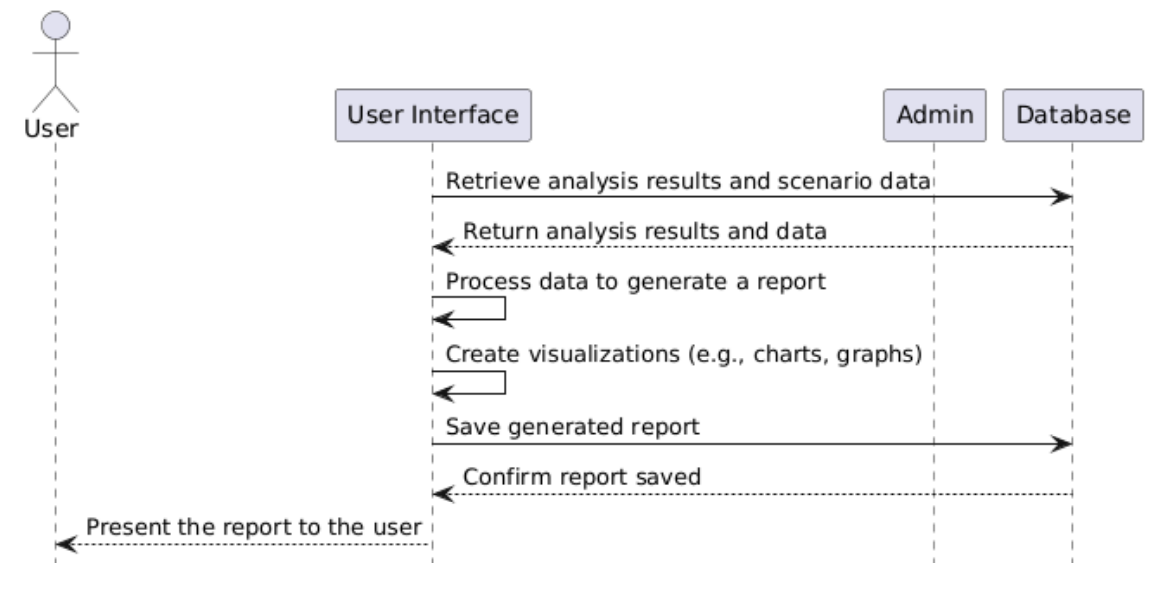 User
User Interface
Admin
Database
Retrieve analysis results and scenario data
Return analysis results and data
Process data to generate a report
Create visualizations (e.g., charts, graphs)
Save generated report
Confirm report saved
Present the report to the user